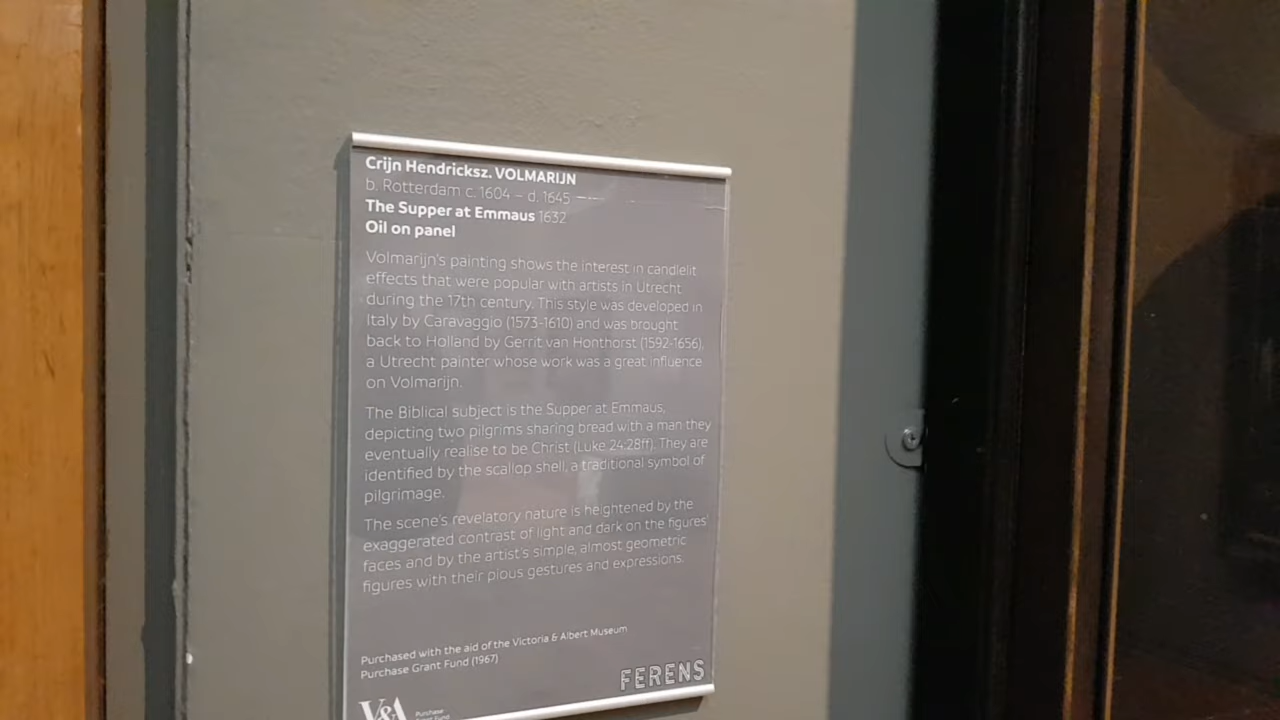 Crijn Hendricksz. VOLMARIJN
b. Rotterdam c. 1604 – d. 1645
The Supper at Emmaus 1632
Oil on panel
Volmarijn's painting shows the interest in candlelit
effects that were popular with artists in Utrecht
during the 17th century. This style was developed in
Italy by Caravaggio (1573-1610) and was brought
back to Holland by Gerrit van Honthorst (1592-1656),
a Utrecht painter whose work was a great influence
on Volmarijn.
The Biblical subject is the Supper at Emmaus,
depicting two pilgrims sharing bread with a man they
eventually realise to be Christ (Luke 24:28ff). They are
identified by the scallop shell, a traditional symbol of
pilgrimage.
The scene's revelatory nature is heightened by the
exaggerated contrast of light and dark on the figures'
faces and by the artist's simple, almost geometric
figures with their pious gestures and expressions.
Purchased with the aid of the Victoria & Albert Museum
Purchase Grant Fund (1967)
FERENS
V&A Purchase
Grant Fund